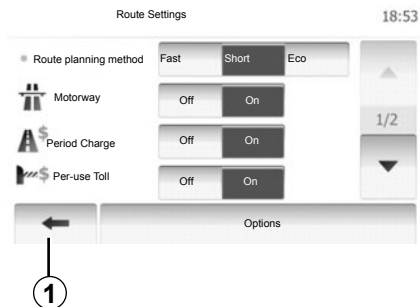 Route Settings 18:53
Route planning method Fast Short Eco
Motorway Off On
$ Period Charge Off On
$ Per-use Toll Off On
1/2
Options
1